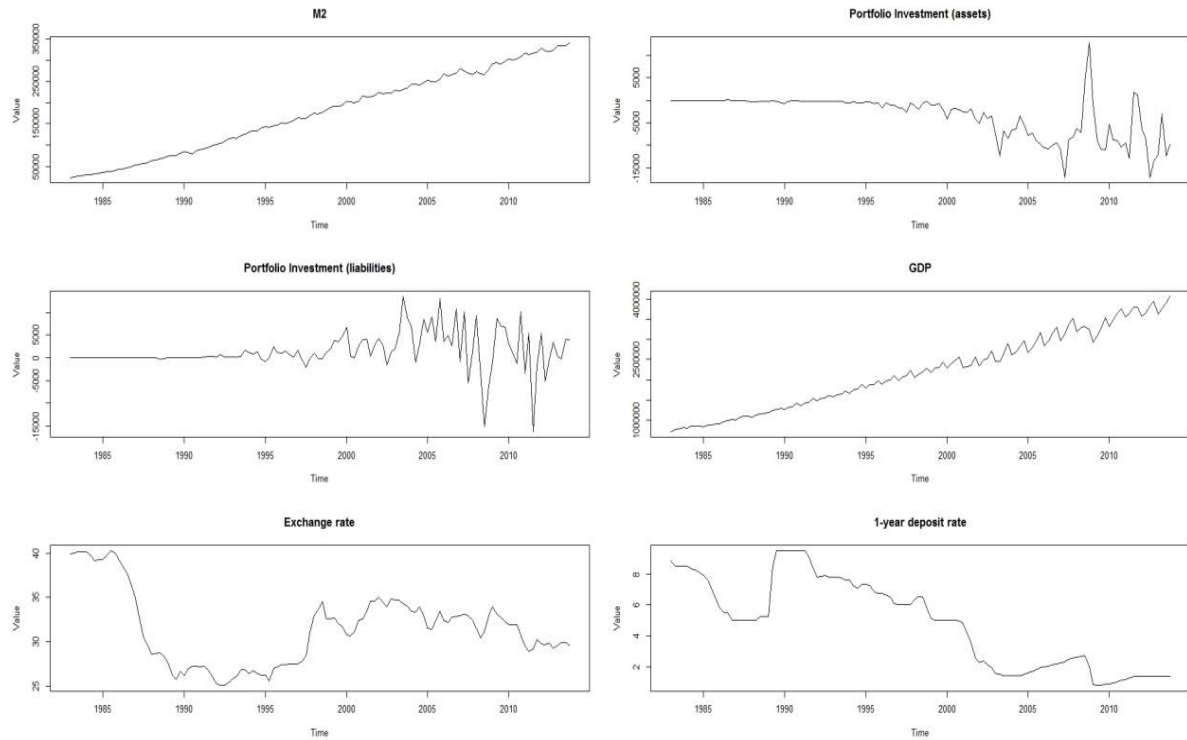 M2
Value
350000
250000
150000
50000
1985 1990 1995 2000 2005 2010
Time
Portfolio Investment (assets)
Value
5000
-5000
-15000
1985 1990 1995 2000 2005 2010
Time
Portfolio Investment (liabilities)
Value
5000
0
-5000
-15000
1985 1990 1995 2000 2005 2010
Time
GDP
Value
4000000
2500000
1000000
1985 1990 1995 2000 2005 2010
Time
Exchange rate
Value
40
35
30
25
1985 1990 1995 2000 2005 2010
Time
1-year deposit rate
Value
8
6
4
2
1985 1990 1995 2000 2005 2010
Time